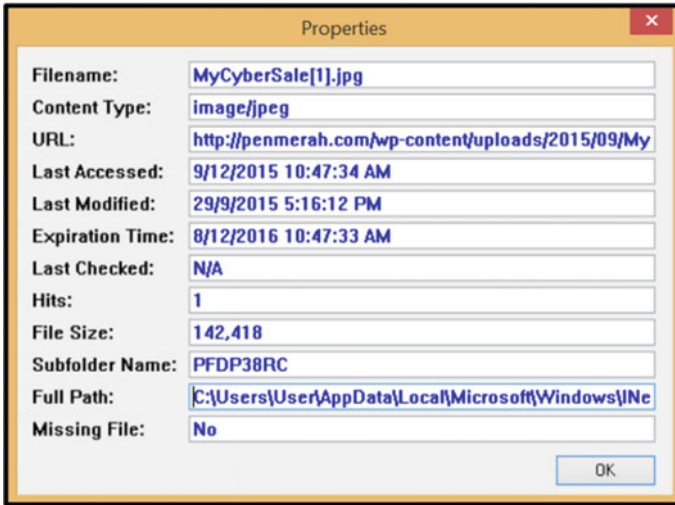 Properties
Filename: MyCyberSale[1].jpg
Content Type: image/jpeg
URL: http://penmerah.com/wp-content/uploads/2015/09/My
Last Accessed: 9/12/2015 10:47:34 AM
Last Modified: 29/9/2015 5:16:12 PM
Expiration Time: 8/12/2016 10:47:33 AM
Last Checked: N/A
Hits: 1
File Size: 142,418
Subfolder Name: PFDP38RC
Full Path: C:\Users\User\AppData\Local\Microsoft\Windows\INe
Missing File: No
OK